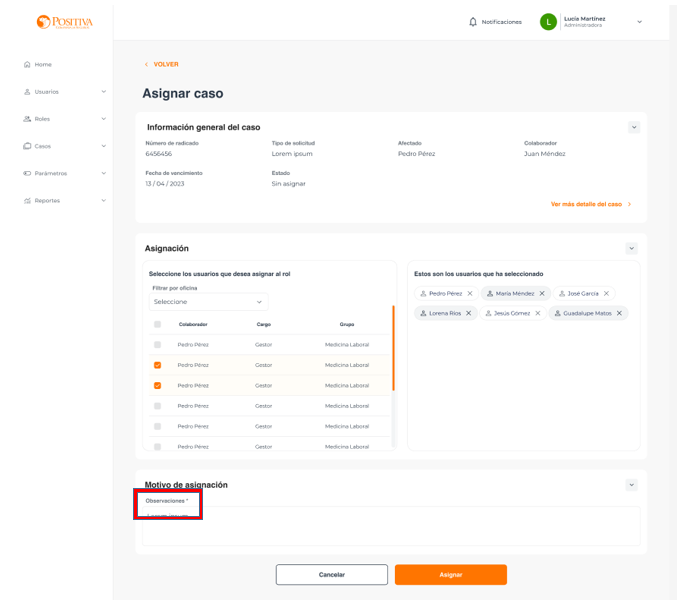 POSITIVA
Notificaciones
L
Lucía Martínez
Administradora
Home
Usuarios
Roles
Casos
Parámetros
Reportes
VOLVER
Asignar caso
Información general del caso
Número de radicado Tipo de solicitud Afectado Colaborador
6456456 Lorem ipsum Pedro Pérez Juan Méndez
Fecha de vencimiento Estado
13 / 04 / 2023 Sin asignar
Ver más detalle del caso
Asignación
Seleccione los usuarios que desea asignar al rol
Filtrar por oficina
Seleccione
Colaborador Cargo Grupo
Pedro Pérez Gestor Medicina Laboral
Pedro Pérez Gestor Medicina Laboral
Pedro Pérez Gestor Medicina Laboral
Pedro Pérez Gestor Medicina Laboral
Pedro Pérez Gestor Medicina Laboral
Pedro Pérez Gestor Medicina Laboral
Estos son los usuarios que ha seleccionado
Pedro Pérez María Méndez José García
Lorena Ríos Jesús Gómez Guadalupe Matos
Motivo de asignación
Observaciones *
Lorem ipsum
Cancelar Asignar